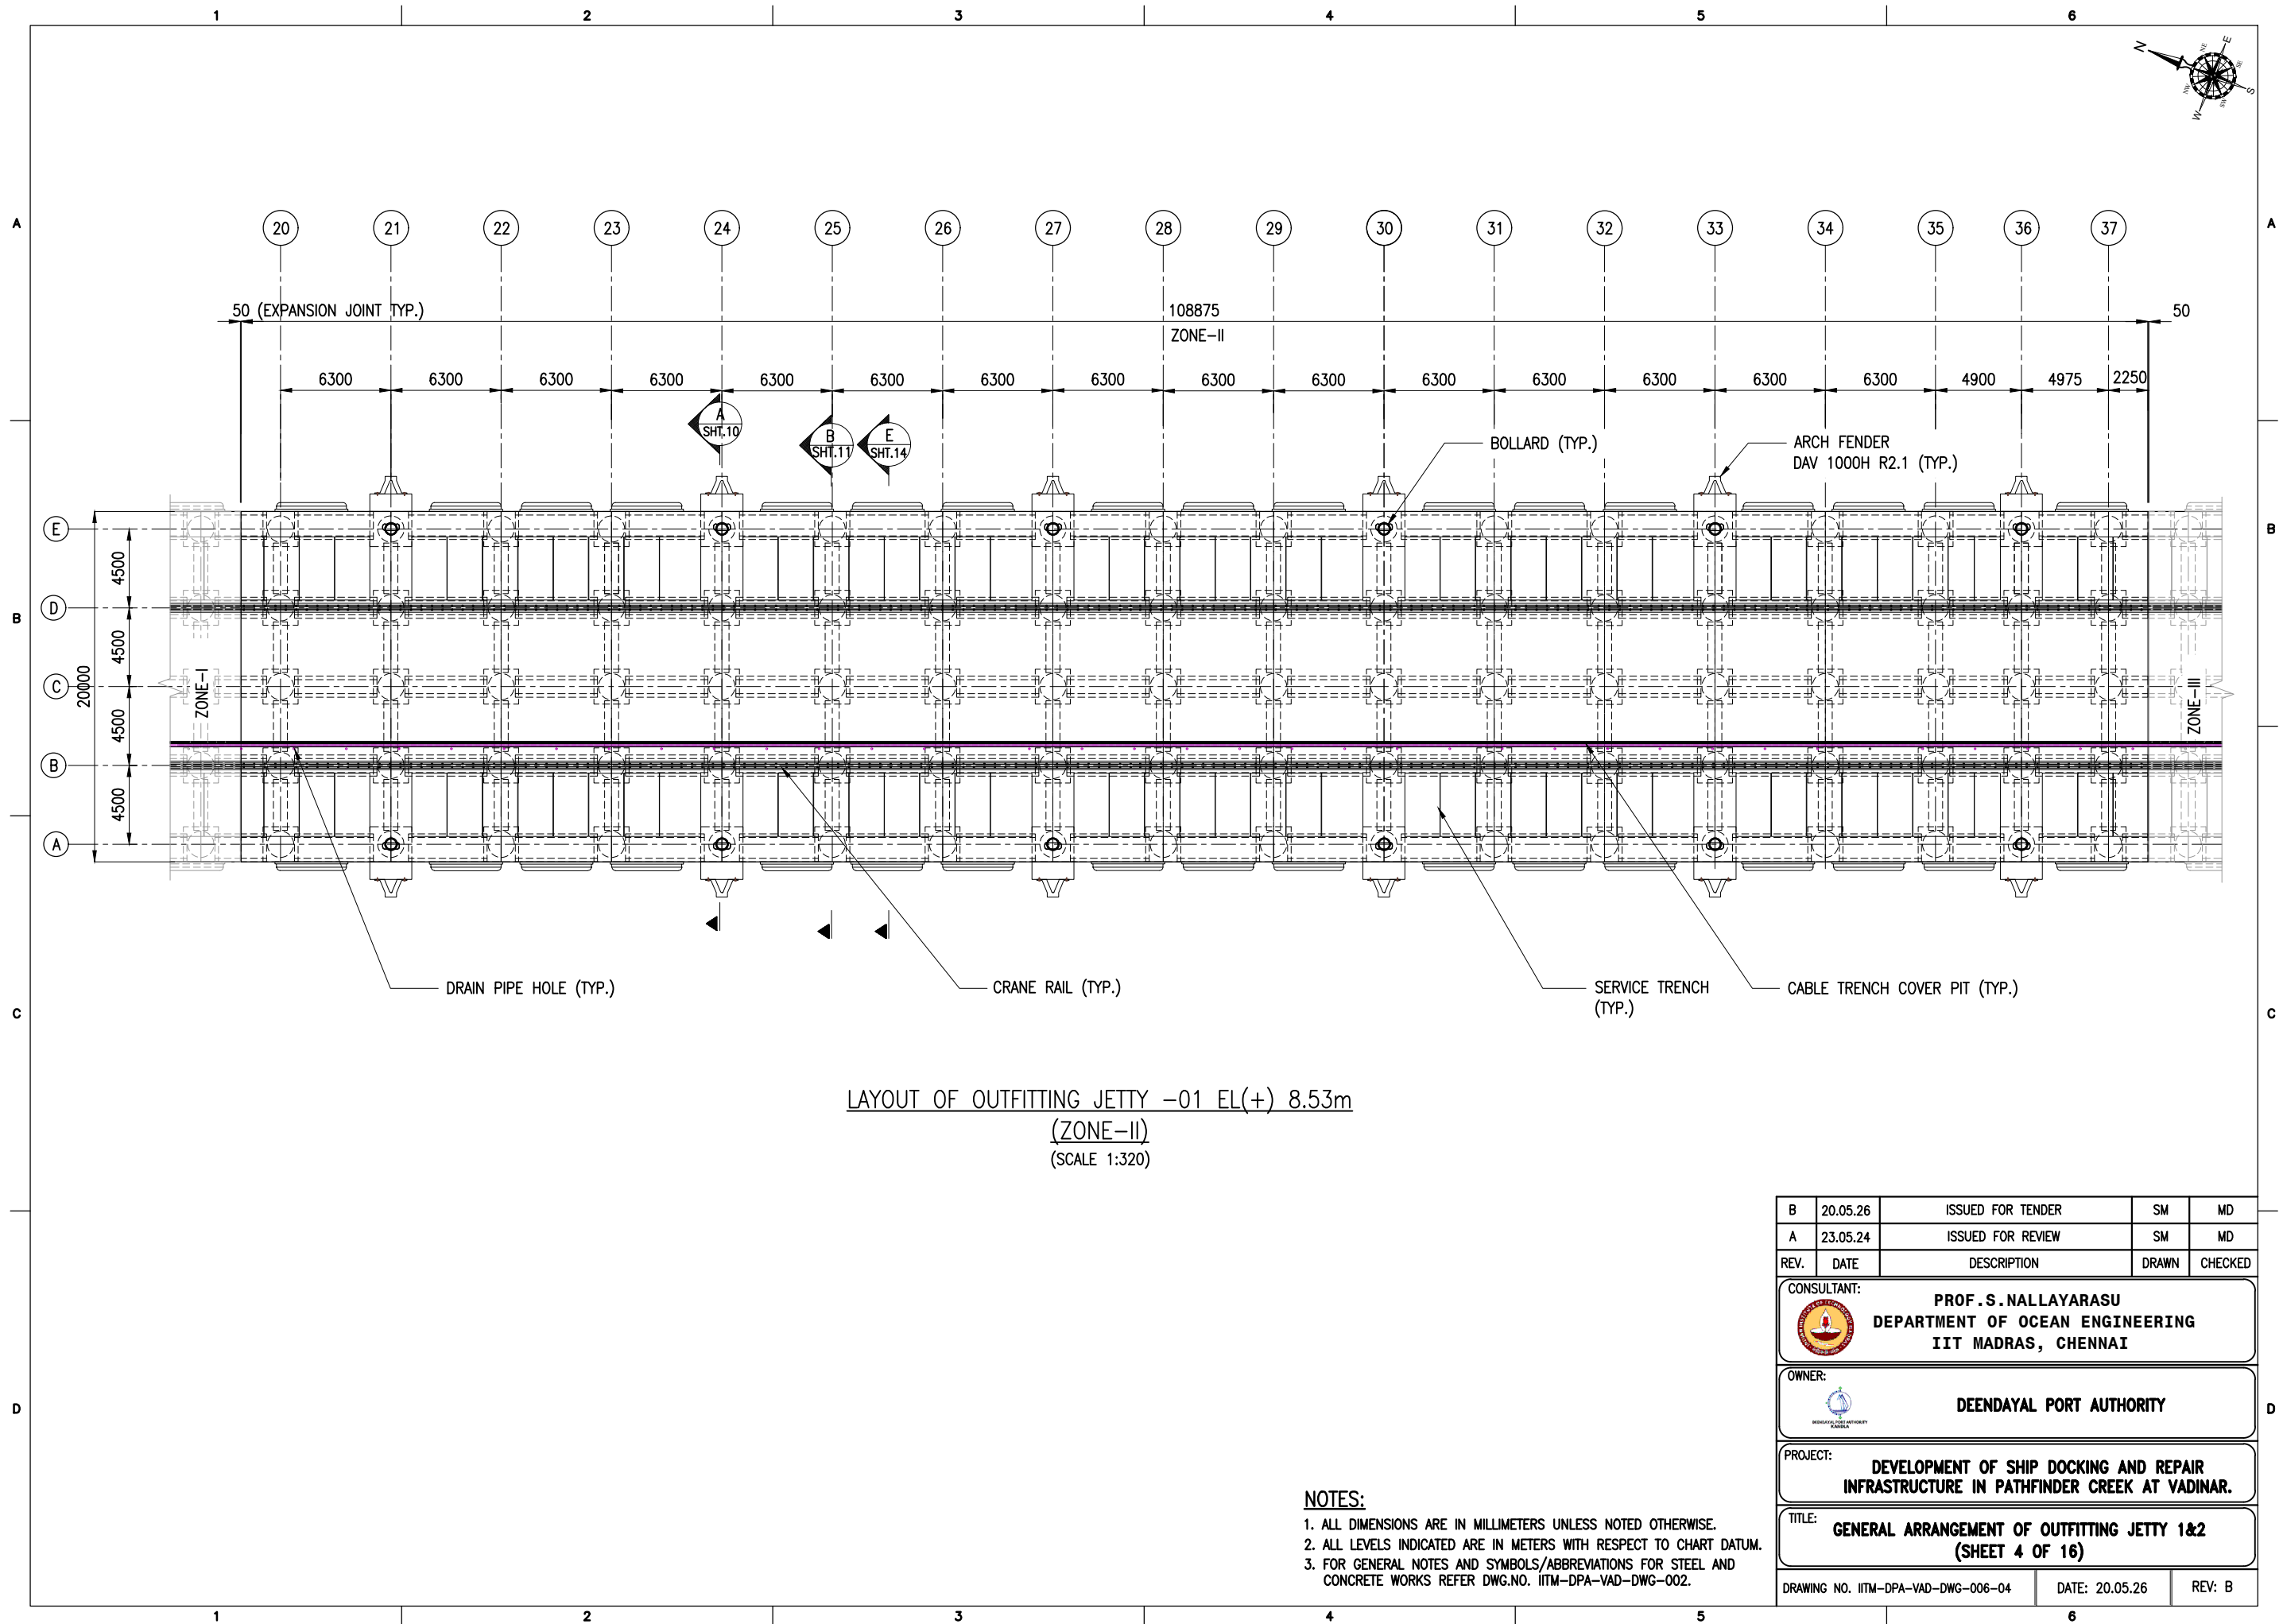 1 2 3 4 5 6
N NE E SE S SW W NW
A A
20 21 22 23 24 25 26 27 28 29 30 31 32 33 34 35 36 37
50 (EXPANSION JOINT TYP.) 108875 50
ZONE-II
6300 6300 6300 6300 6300 6300 6300 6300 6300 6300 6300 6300 6300 6300 6300 4900 4975 2250
A
SHT.10
B
SHT.11
E
SHT.14
BOLLARD (TYP.)
ARCH FENDER
DAV 1000H R2.1 (TYP.)
E
D
C
B
A
4500
4500
4500
4500
20000
ZONE-I
ZONE-III
B B
B
DRAIN PIPE HOLE (TYP.)
CRANE RAIL (TYP.)
SERVICE TRENCH
(TYP.)
CABLE TRENCH COVER PIT (TYP.)
C C
LAYOUT OF OUTFITTING JETTY -01 EL(+) 8.53m
(ZONE-II)
(SCALE 1:320)
B 20.05.26 ISSUED FOR TENDER SM MD
A 23.05.24 ISSUED FOR REVIEW SM MD
REV. DATE DESCRIPTION DRAWN CHECKED
CONSULTANT:
PROF.S.NALLAYARASU
DEPARTMENT OF OCEAN ENGINEERING
IIT MADRAS, CHENNAI
OWNER:
DEENDAYAL PORT AUTHORITY
KANDLA
DEENDAYAL PORT AUTHORITY
D D
PROJECT:
DEVELOPMENT OF SHIP DOCKING AND REPAIR
INFRASTRUCTURE IN PATHFINDER CREEK AT VADINAR.
TITLE:
GENERAL ARRANGEMENT OF OUTFITTING JETTY 1&2
(SHEET 4 OF 16)
DRAWING NO. IITM-DPA-VAD-DWG-006-04 DATE: 20.05.26 REV: B
NOTES:
1. ALL DIMENSIONS ARE IN MILLIMETERS UNLESS NOTED OTHERWISE.
2. ALL LEVELS INDICATED ARE IN METERS WITH RESPECT TO CHART DATUM.
3. FOR GENERAL NOTES AND SYMBOLS/ABBREVIATIONS FOR STEEL AND
CONCRETE WORKS REFER DWG.NO. IITM-DPA-VAD-DWG-002.
1 2 3 4 5 6